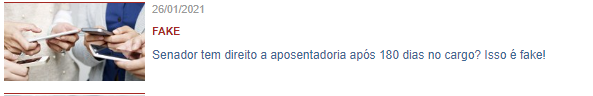 26/01/2021
FAKE
Senador tem direito a aposentadoria após 180 dias no cargo? Isso é fake!